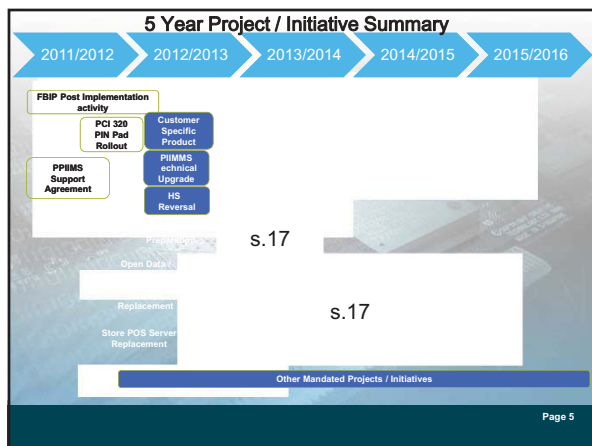 5 Year Project / Initiative Summary
2011/2012
2012/2013
2013/2014
2014/2015
2015/2016
FBIP Post Implementation
activity
PCI 320
PIN Pad
Rollout
Customer
Specific
Product
PPIIMS
Support
Agreement
PIIMMS
echnical
Upgrade
HS
Reversal
s.17
Preparation
Open Data
Replacement
s.17
Store POS Server
Replacement
Other Mandated Projects / Initiatives
Page 5